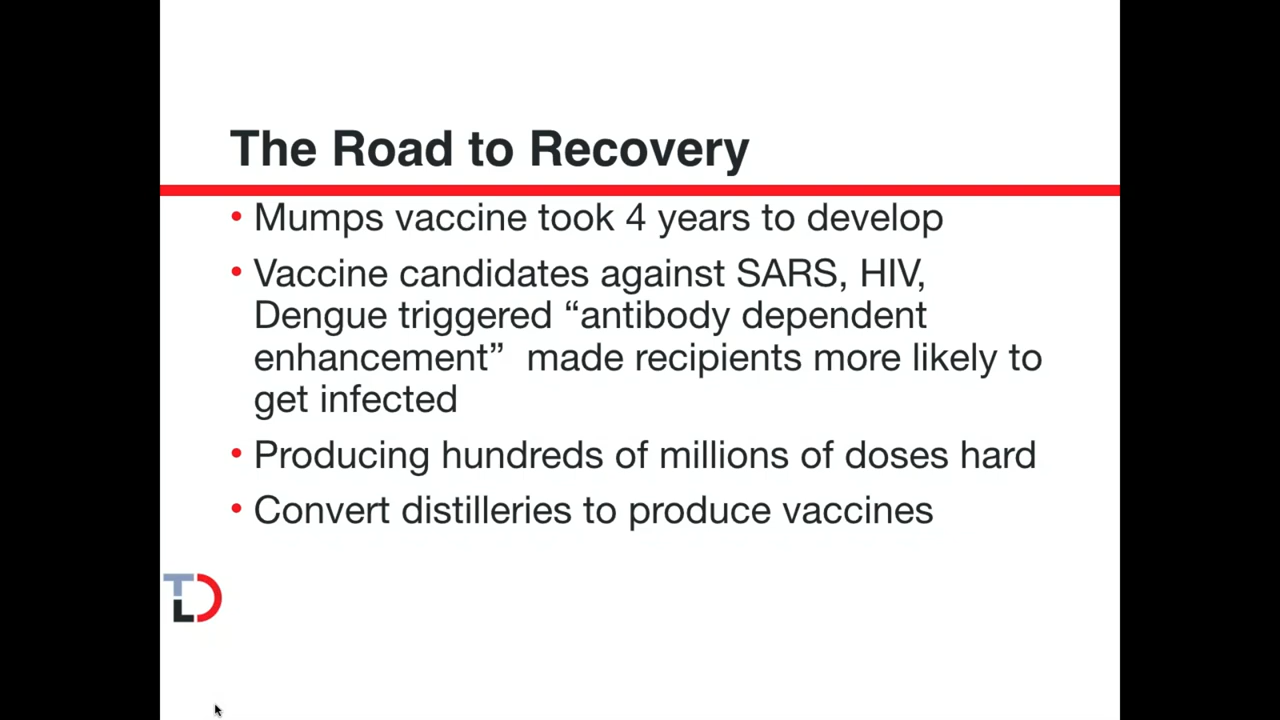 The Road to Recovery
• Mumps vaccine took 4 years to develop
• Vaccine candidates against SARS, HIV,
Dengue triggered “antibody dependent
enhancement”  made recipients more likely to
get infected
• Producing hundreds of millions of doses hard
• Convert distilleries to produce vaccines
TLD